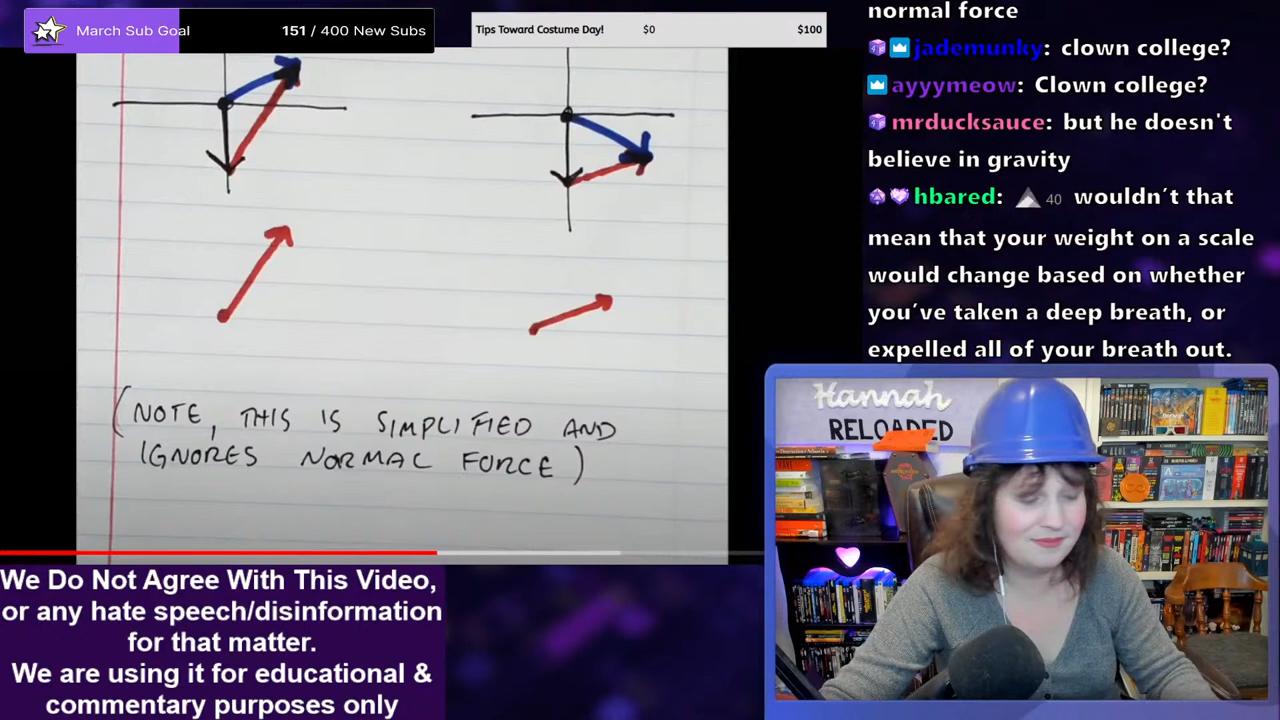 March Sub Goal
151 / 400 New Subs
Tips Toward Costume Day!
$0
$100
(NOTE, THIS IS SIMPLIFIED AND
IGNORES NORMAL FORCE)
We Do Not Agree With This Video,
or any hate speech/disinformation
for that matter.
We are using it for educational &
commentary purposes only
normal force
jademunky: clown college?
ayyymeow: Clown college?
mrducksauce: but he doesn't
believe in gravity
hbared: 40 wouldn't that
mean that your weight on a scale
would change based on whether
you've taken a deep breath, or
expelled all of your breath out.
Hannah
RELOADED